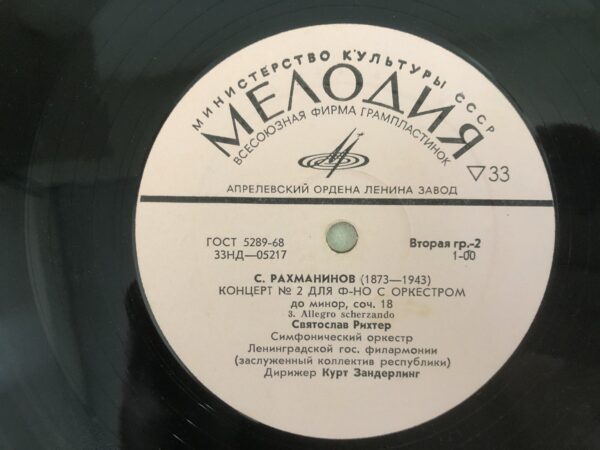 МИНИСТЕРСТВО КУЛЬТУРЫ СССР
МЕЛОДИЯ
ВСЕСОЮЗНАЯ ФИРМА ГРАМПЛАСТИНОК
▽33
АПРЕЛЕВСКИЙ ОРДЕНА ЛЕНИНА ЗАВОД
ГОСТ 5289-68
33НД—05217
Вторая гр.-2
1-00
С. РАХМАНИНОВ (1873—1943)
КОНЦЕРТ № 2 ДЛЯ Ф-НО С ОРКЕСТРОМ
до минор, соч. 18
3. Allegro scherzando
Святослав Рихтер
Симфонический оркестр
Ленинградской гос. филармонии
(заслуженный коллектив республики)
Дирижер Курт Зандерлинг